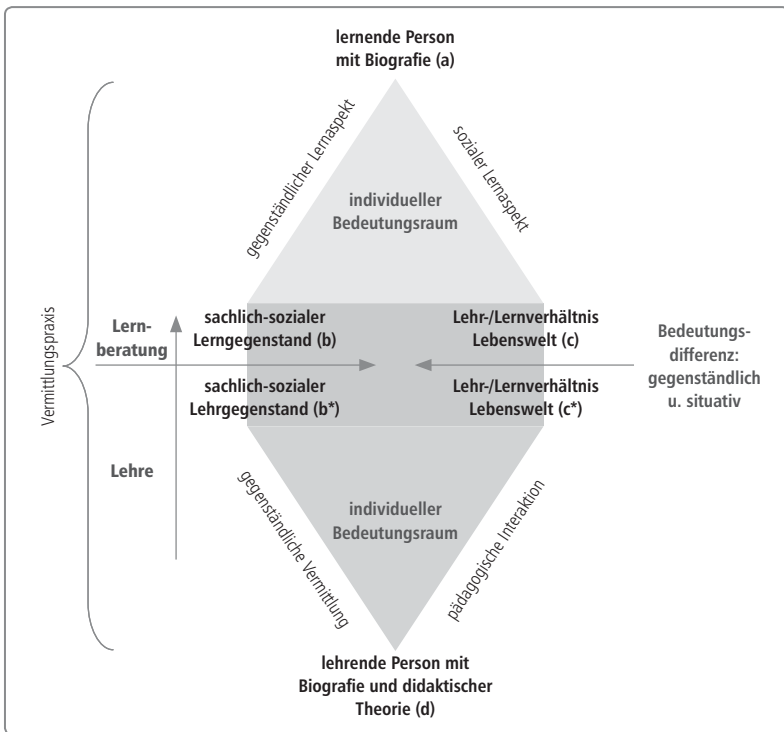 lernende Person
mit Biografie (a)
gegenständlicher Lernaspekt
sozialer Lernaspekt
individueller
Bedeutungsraum
Vermittlungspraxis
Lern-
beratung
sachlich-sozialer
Lerngegenstand (b)
Lehr-/Lernverhältnis
Lebenswelt (c)
sachlich-sozialer
Lehrgegenstand (b*)
Lehr-/Lernverhältnis
Lebenswelt (c*)
Bedeutungs-
differenz:
gegenständlich
u. situativ
Lehre
gegenständliche Vermittlung
individueller
Bedeutungsraum
pädagogische Interaktion
lehrende Person mit
Biografie und didaktischer
Theorie (d)